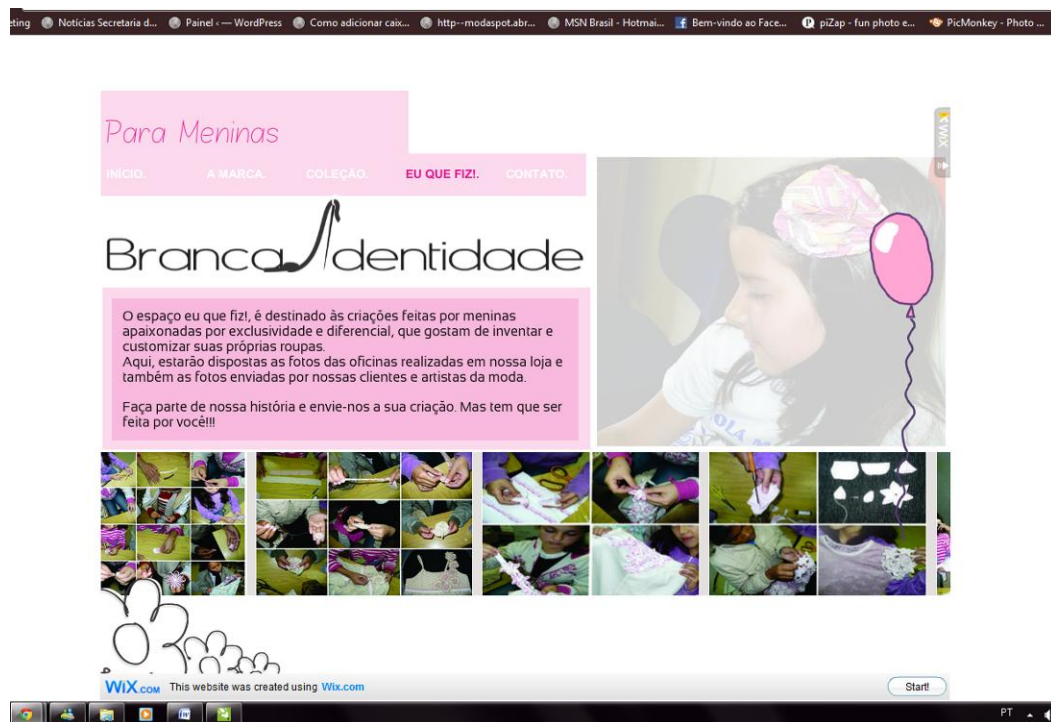 eting Notícias Secretaria d... Painel ‹ — WordPress Como adicionar caix... http--modaspot.abr... MSN Brasil - Hotmai... Bem-vindo ao Face... piZap - fun photo e... PicMonkey - Photo ...
WiX
Para Meninas
INÍCIO. A MARCA. COLEÇÃO. EU QUE FIZ!. CONTATO.
Branca Identidade
O espaço eu que fiz!, é destinado às criações feitas por meninas
apaixonadas por exclusividade e diferencial, que gostam de inventar e
customizar suas próprias roupas.
Aqui, estarão dispostas as fotos das oficinas realizadas em nossa loja e
também as fotos enviadas por nossas clientes e artistas da moda.
Faça parte de nossa história e envie-nos a sua criação. Mas tem que ser
feita por você!!!
WiX.COM This website was created using Wix.com Start!
PT